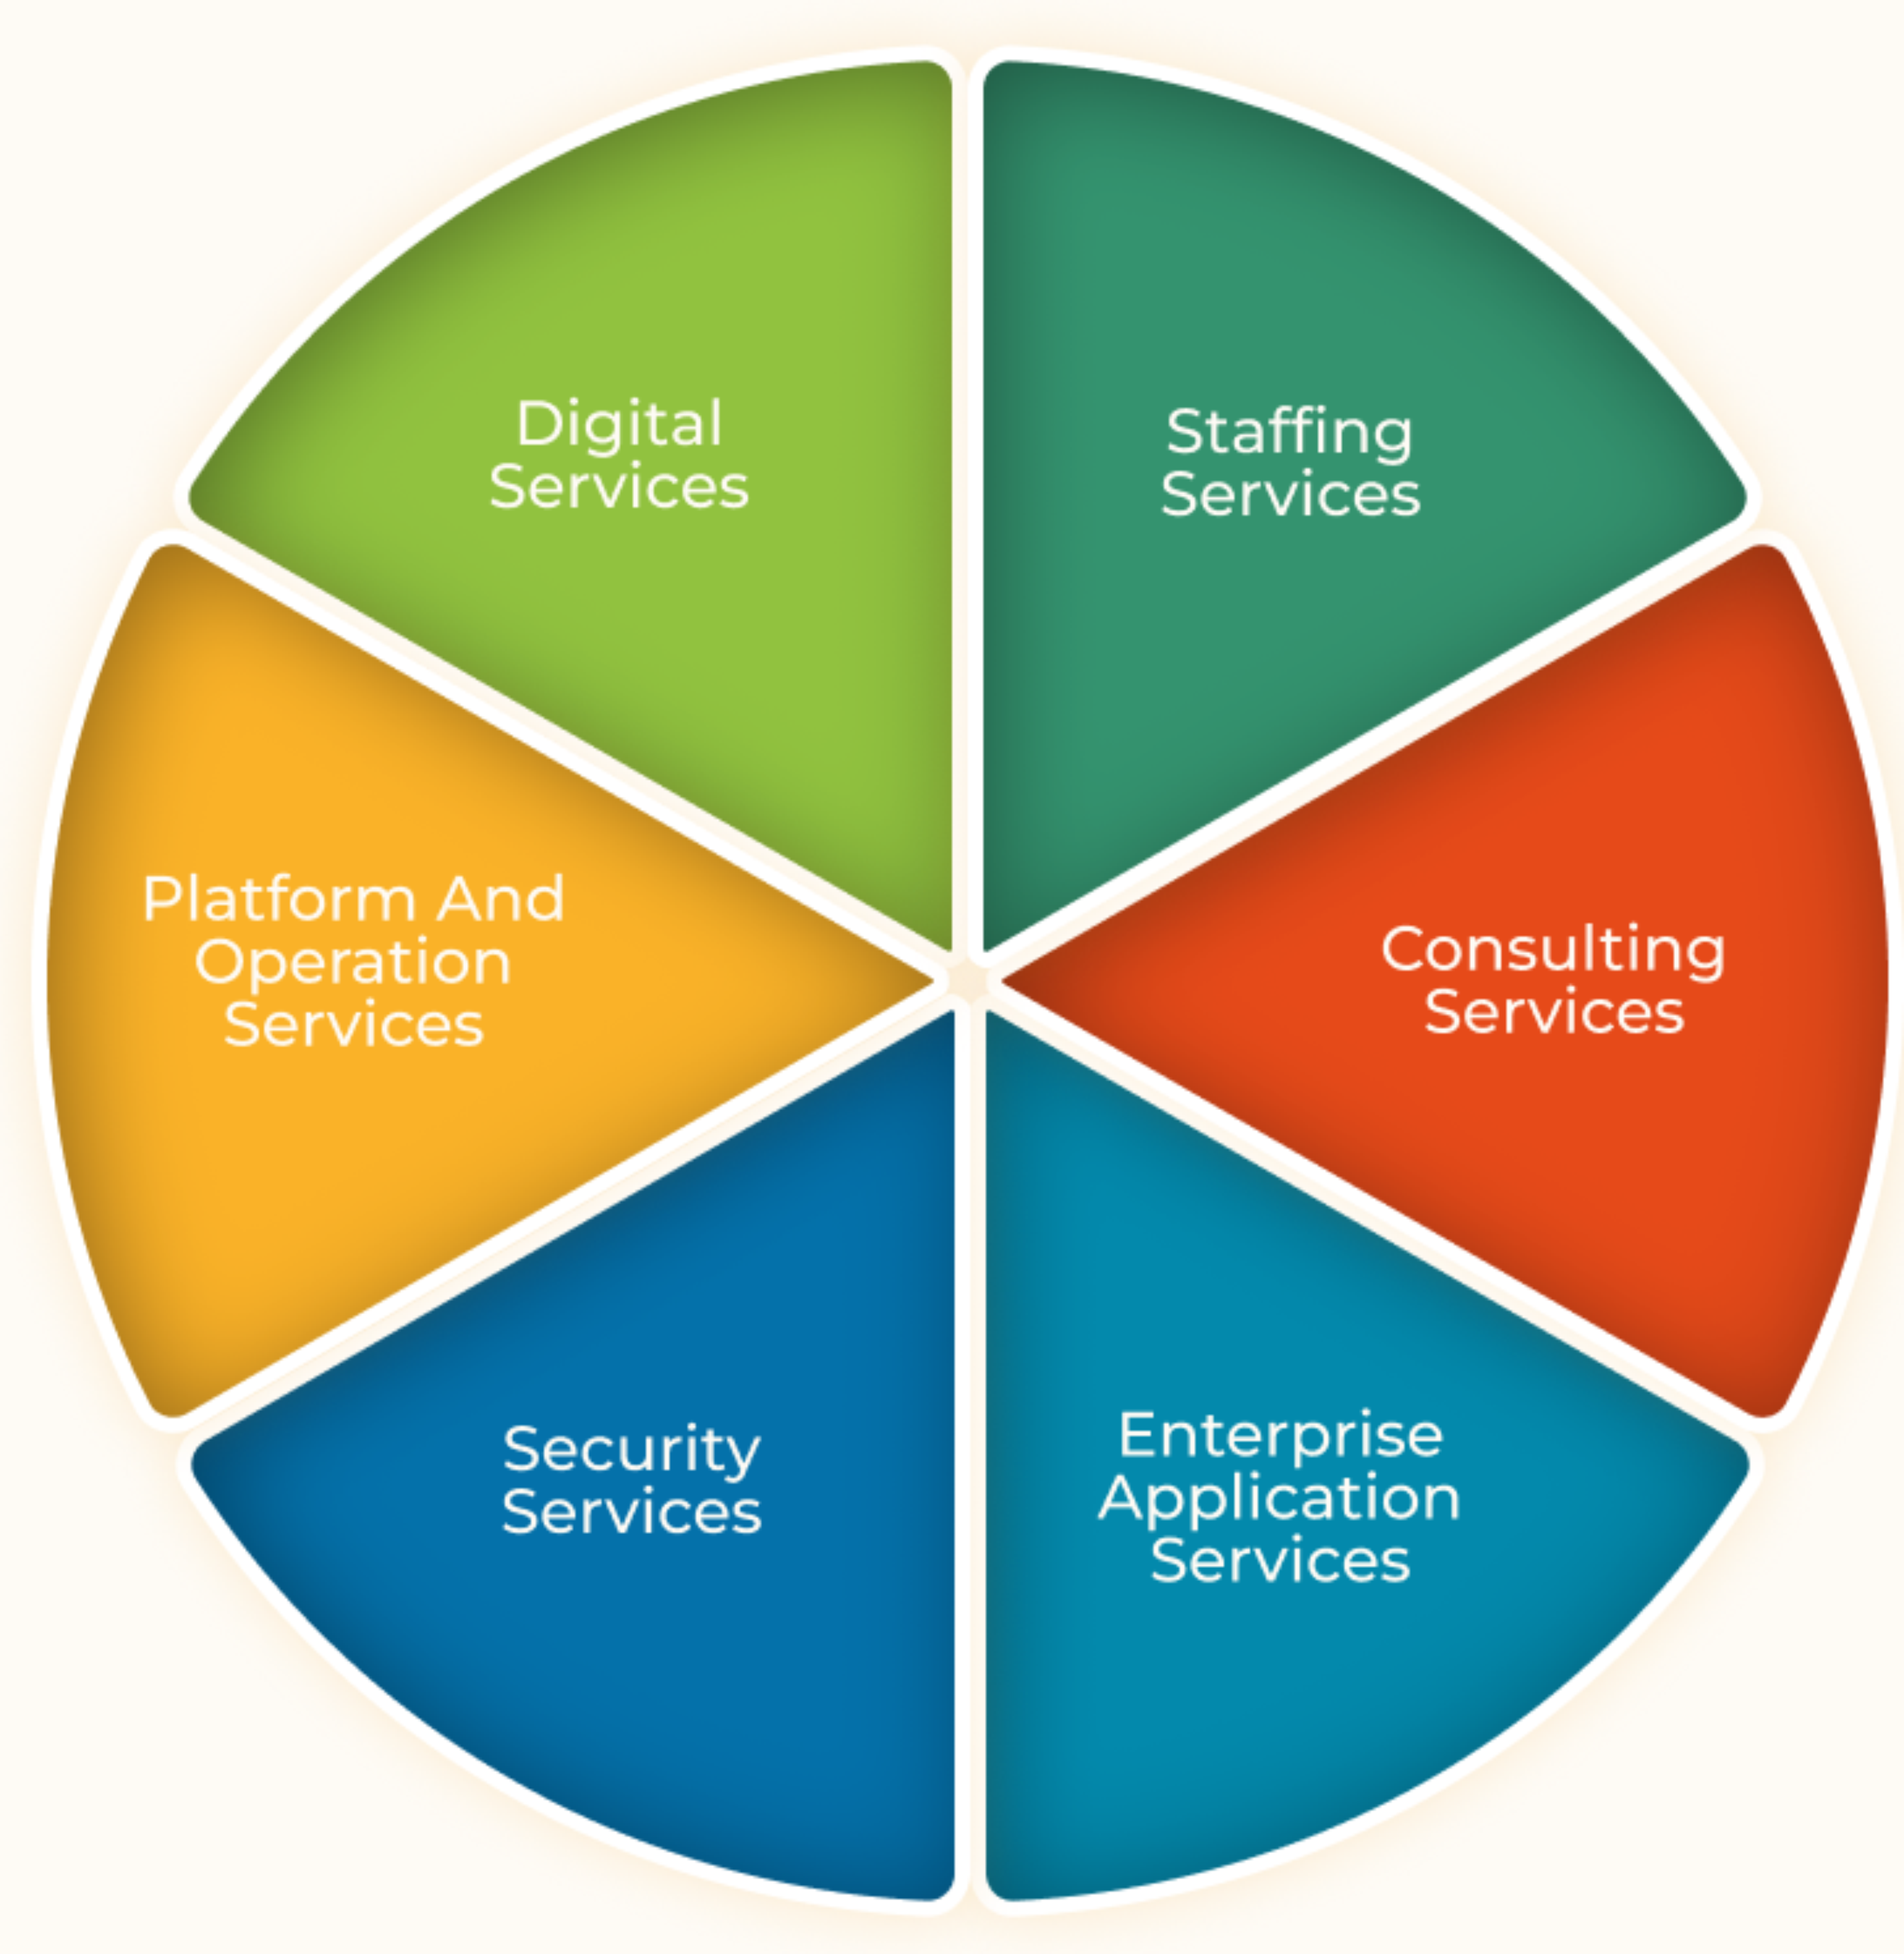 Digital
Services
Staffing
Services
Platform And
Operation
Services
Consulting
Services
Security
Services
Enterprise
Application
Services